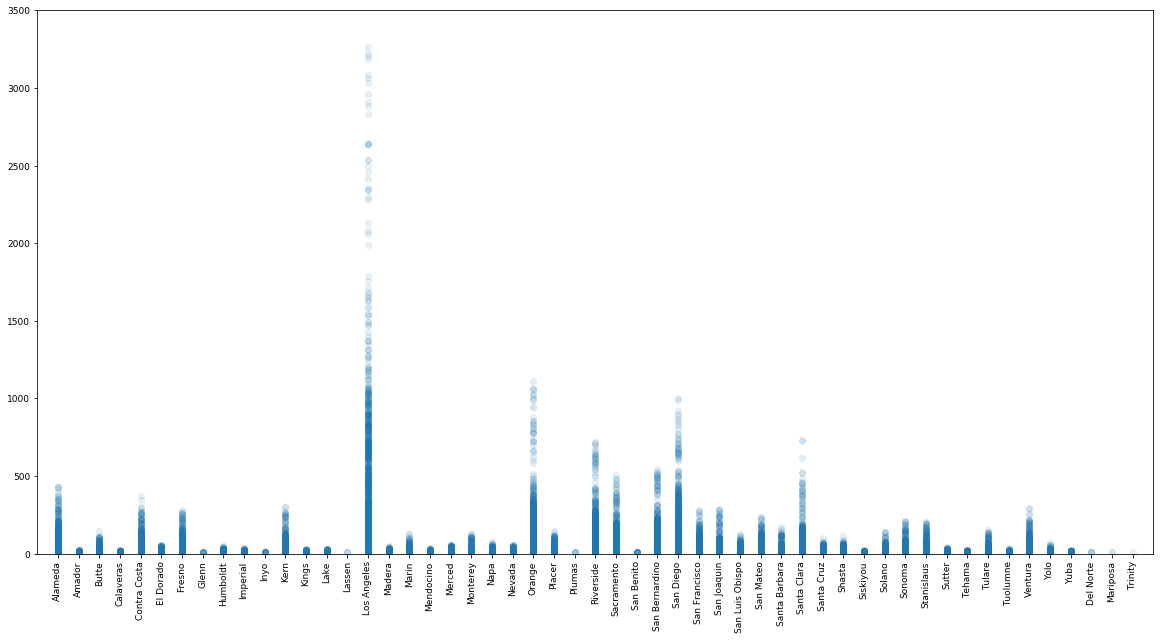 3500
3000
2500
2000
1500
1000
500
0
Alameda
Amador
Butte
Calaveras
Contra Costa
El Dorado
Fresno
Glenn
Humboldt
Imperial
Inyo
Kern
Kings
Lake
Lassen
Los Angeles
Madera
Marin
Mendocino
Merced
Monterey
Napa
Nevada
Orange
Placer
Plumas
Riverside
Sacramento
San Benito
San Bernardino
San Diego
San Francisco
San Joaquin
San Luis Obispo
San Mateo
Santa Barbara
Santa Clara
Santa Cruz
Shasta
Siskiyou
Solano
Sonoma
Stanislaus
Sutter
Tehama
Tulare
Tuolumne
Ventura
Yolo
Yuba
Del Norte
Mariposa
Trinity